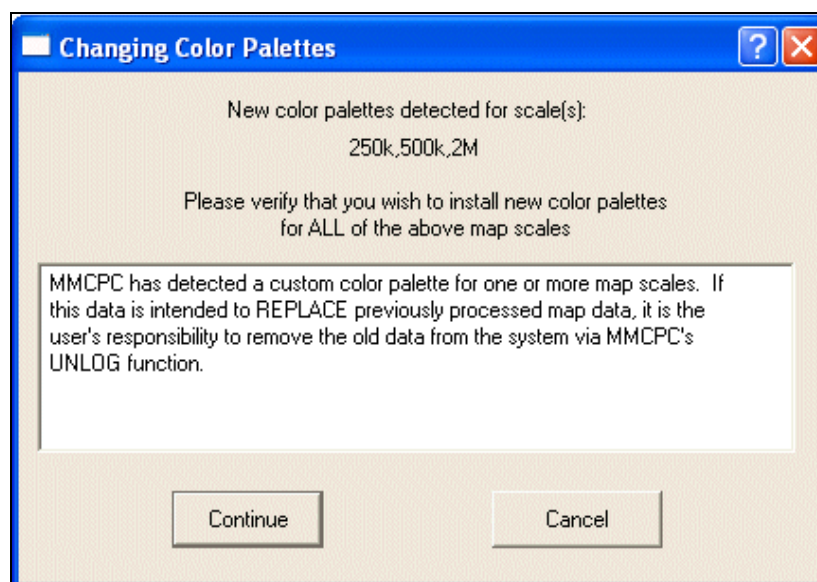 Changing Color Palettes
New color palettes detected for scale(s):
250k,500k,2M
Please verify that you wish to install new color palettes
for ALL of the above map scales
MMCPC has detected a custom color palette for one or more map scales.  If
this data is intended to REPLACE previously processed map data, it is the
user's responsibility to remove the old data from the system via MMCPC's
UNLOG function.
Continue
Cancel